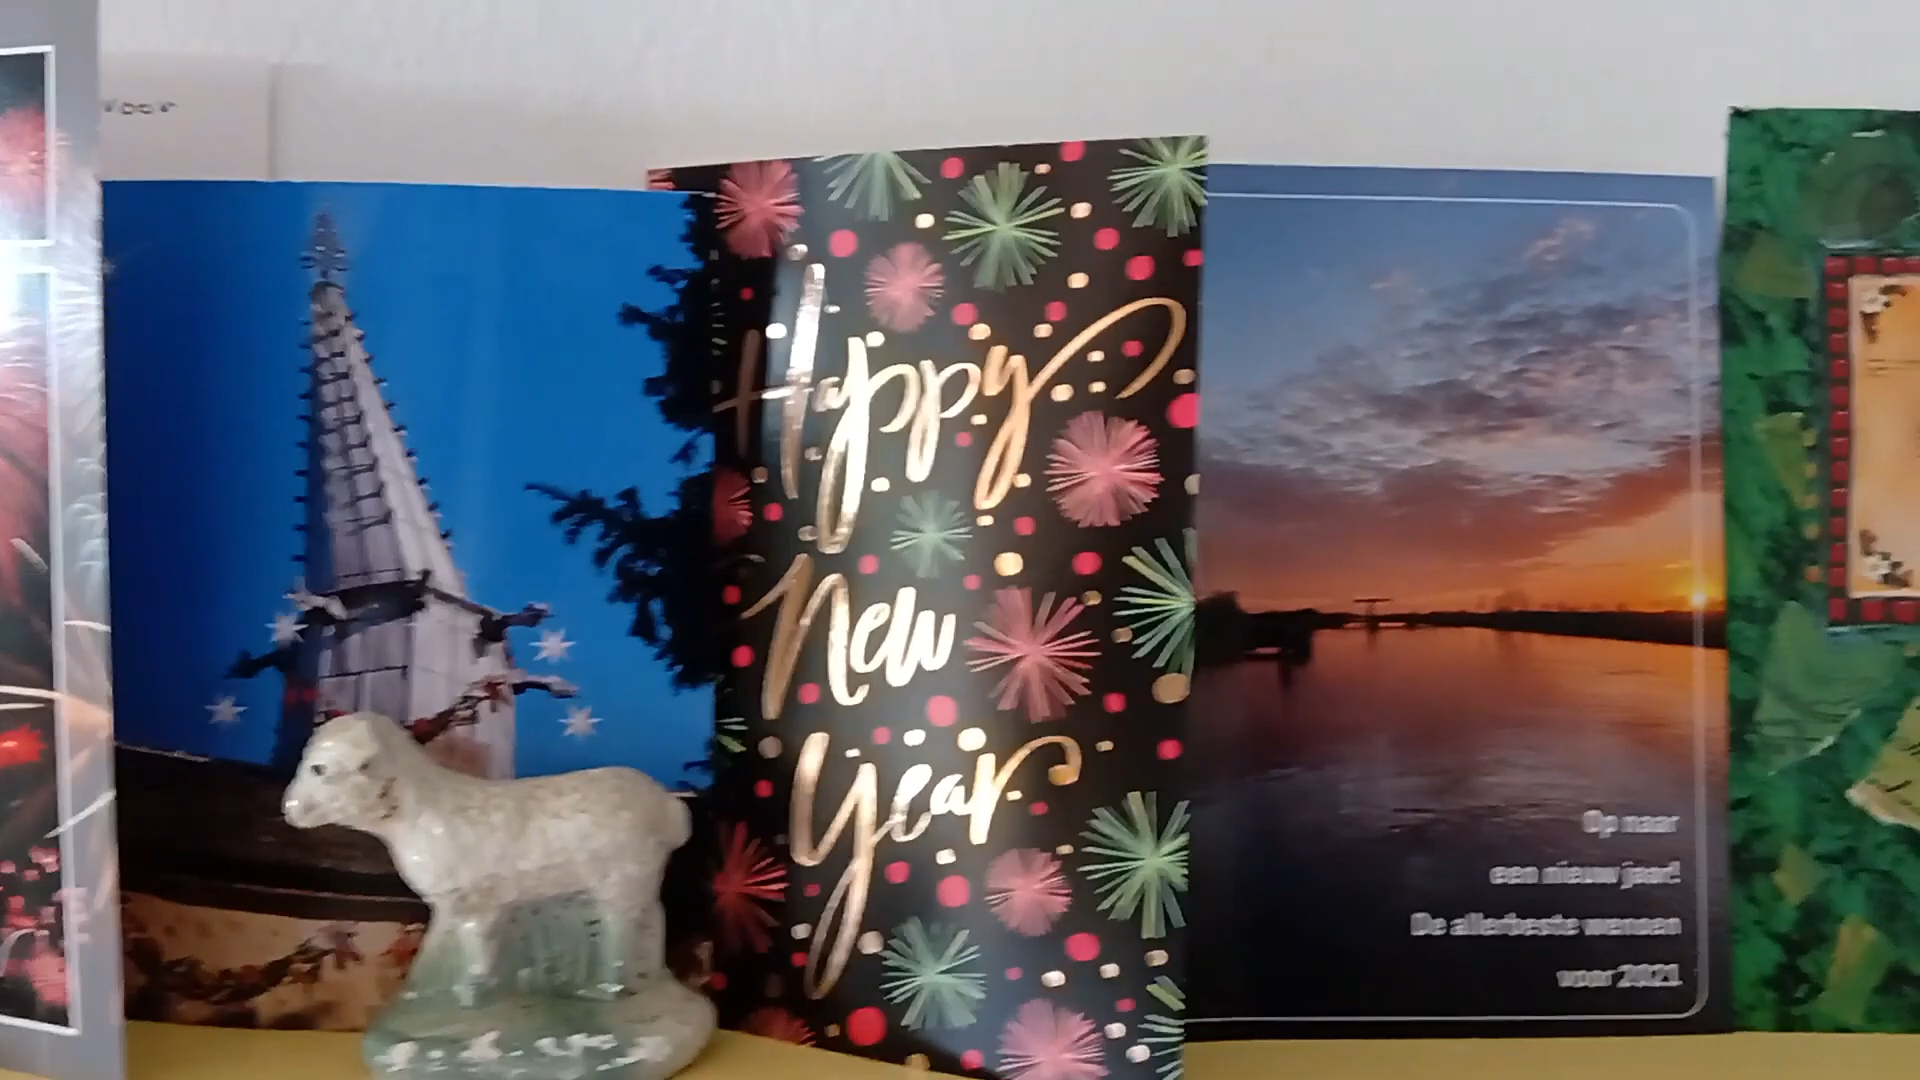 voor
Happy
New
Year
Op naar
een nieuw jaar!
De allerbeste wensen
voor 2021